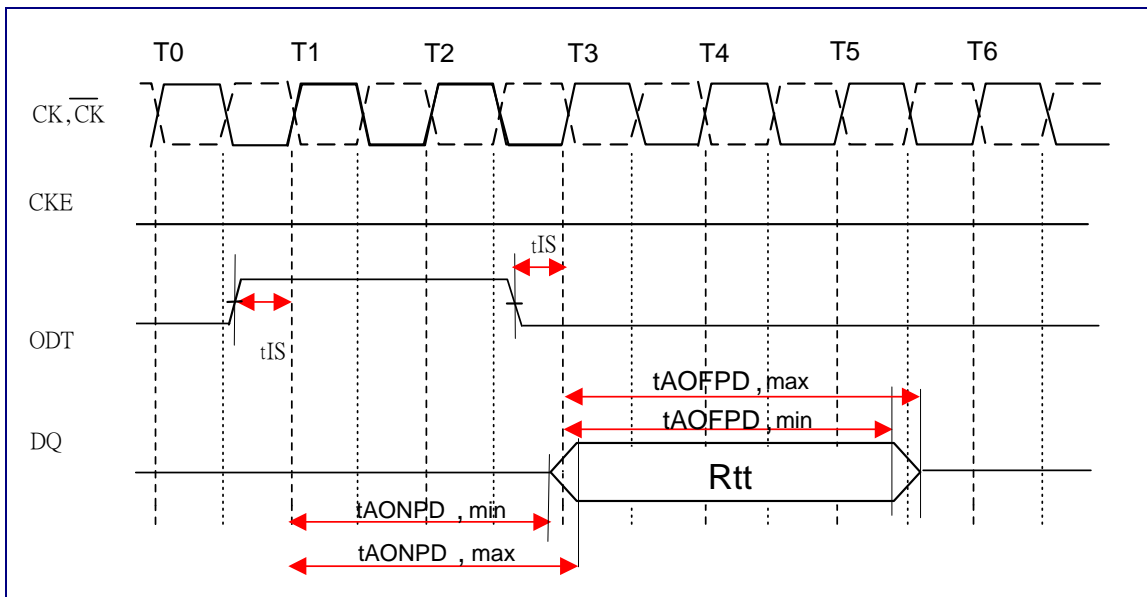 T0 T1 T2 T3 T4 T5 T6
CK, C̅K̅
CKE
tIS
ODT
tIS
tAOFPD , max
tAOFPD , min
DQ
Rtt
tAONPD , min
tAONPD , max